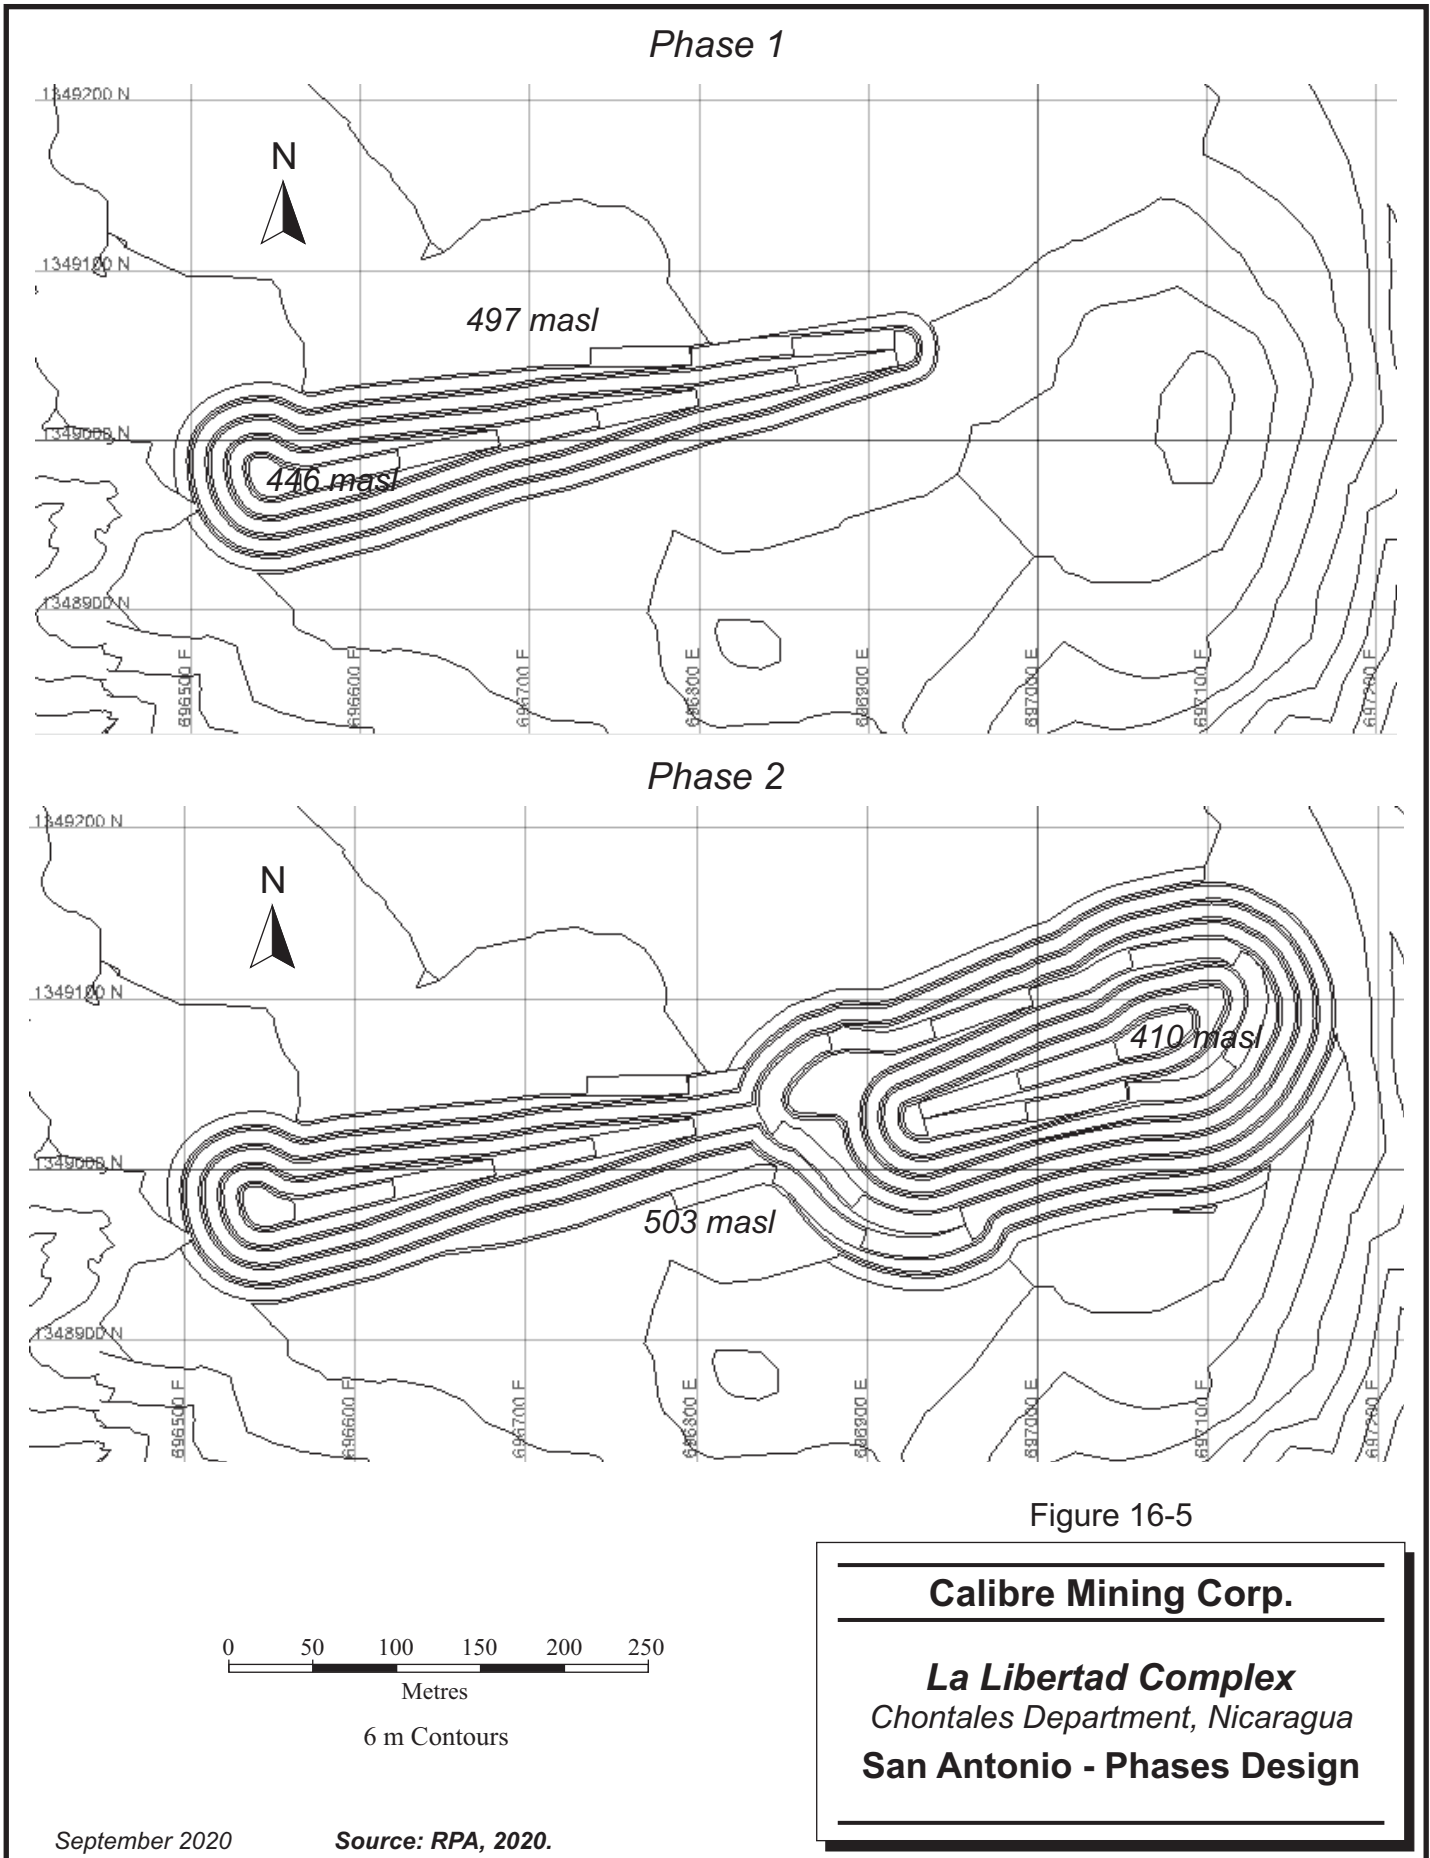 Phase 1
1349200 N
N
1349100 N
497 masl
1349000 N
446 masl
1348900 N
696500 E
696600 E
696700 E
696800 E
696900 E
697000 E
697100 E
697200 E
Phase 2
1349200 N
N
1349100 N
410 masl
1349000 N
503 masl
1348900 N
696500 E
696600 E
696700 E
696800 E
696900 E
697000 E
697100 E
697200 E
Figure 16-5
0 50 100 150 200 250
Metres
6 m Contours
Calibre Mining Corp.
La Libertad Complex
Chontales Department, Nicaragua
San Antonio - Phases Design
September 2020
Source: RPA, 2020.